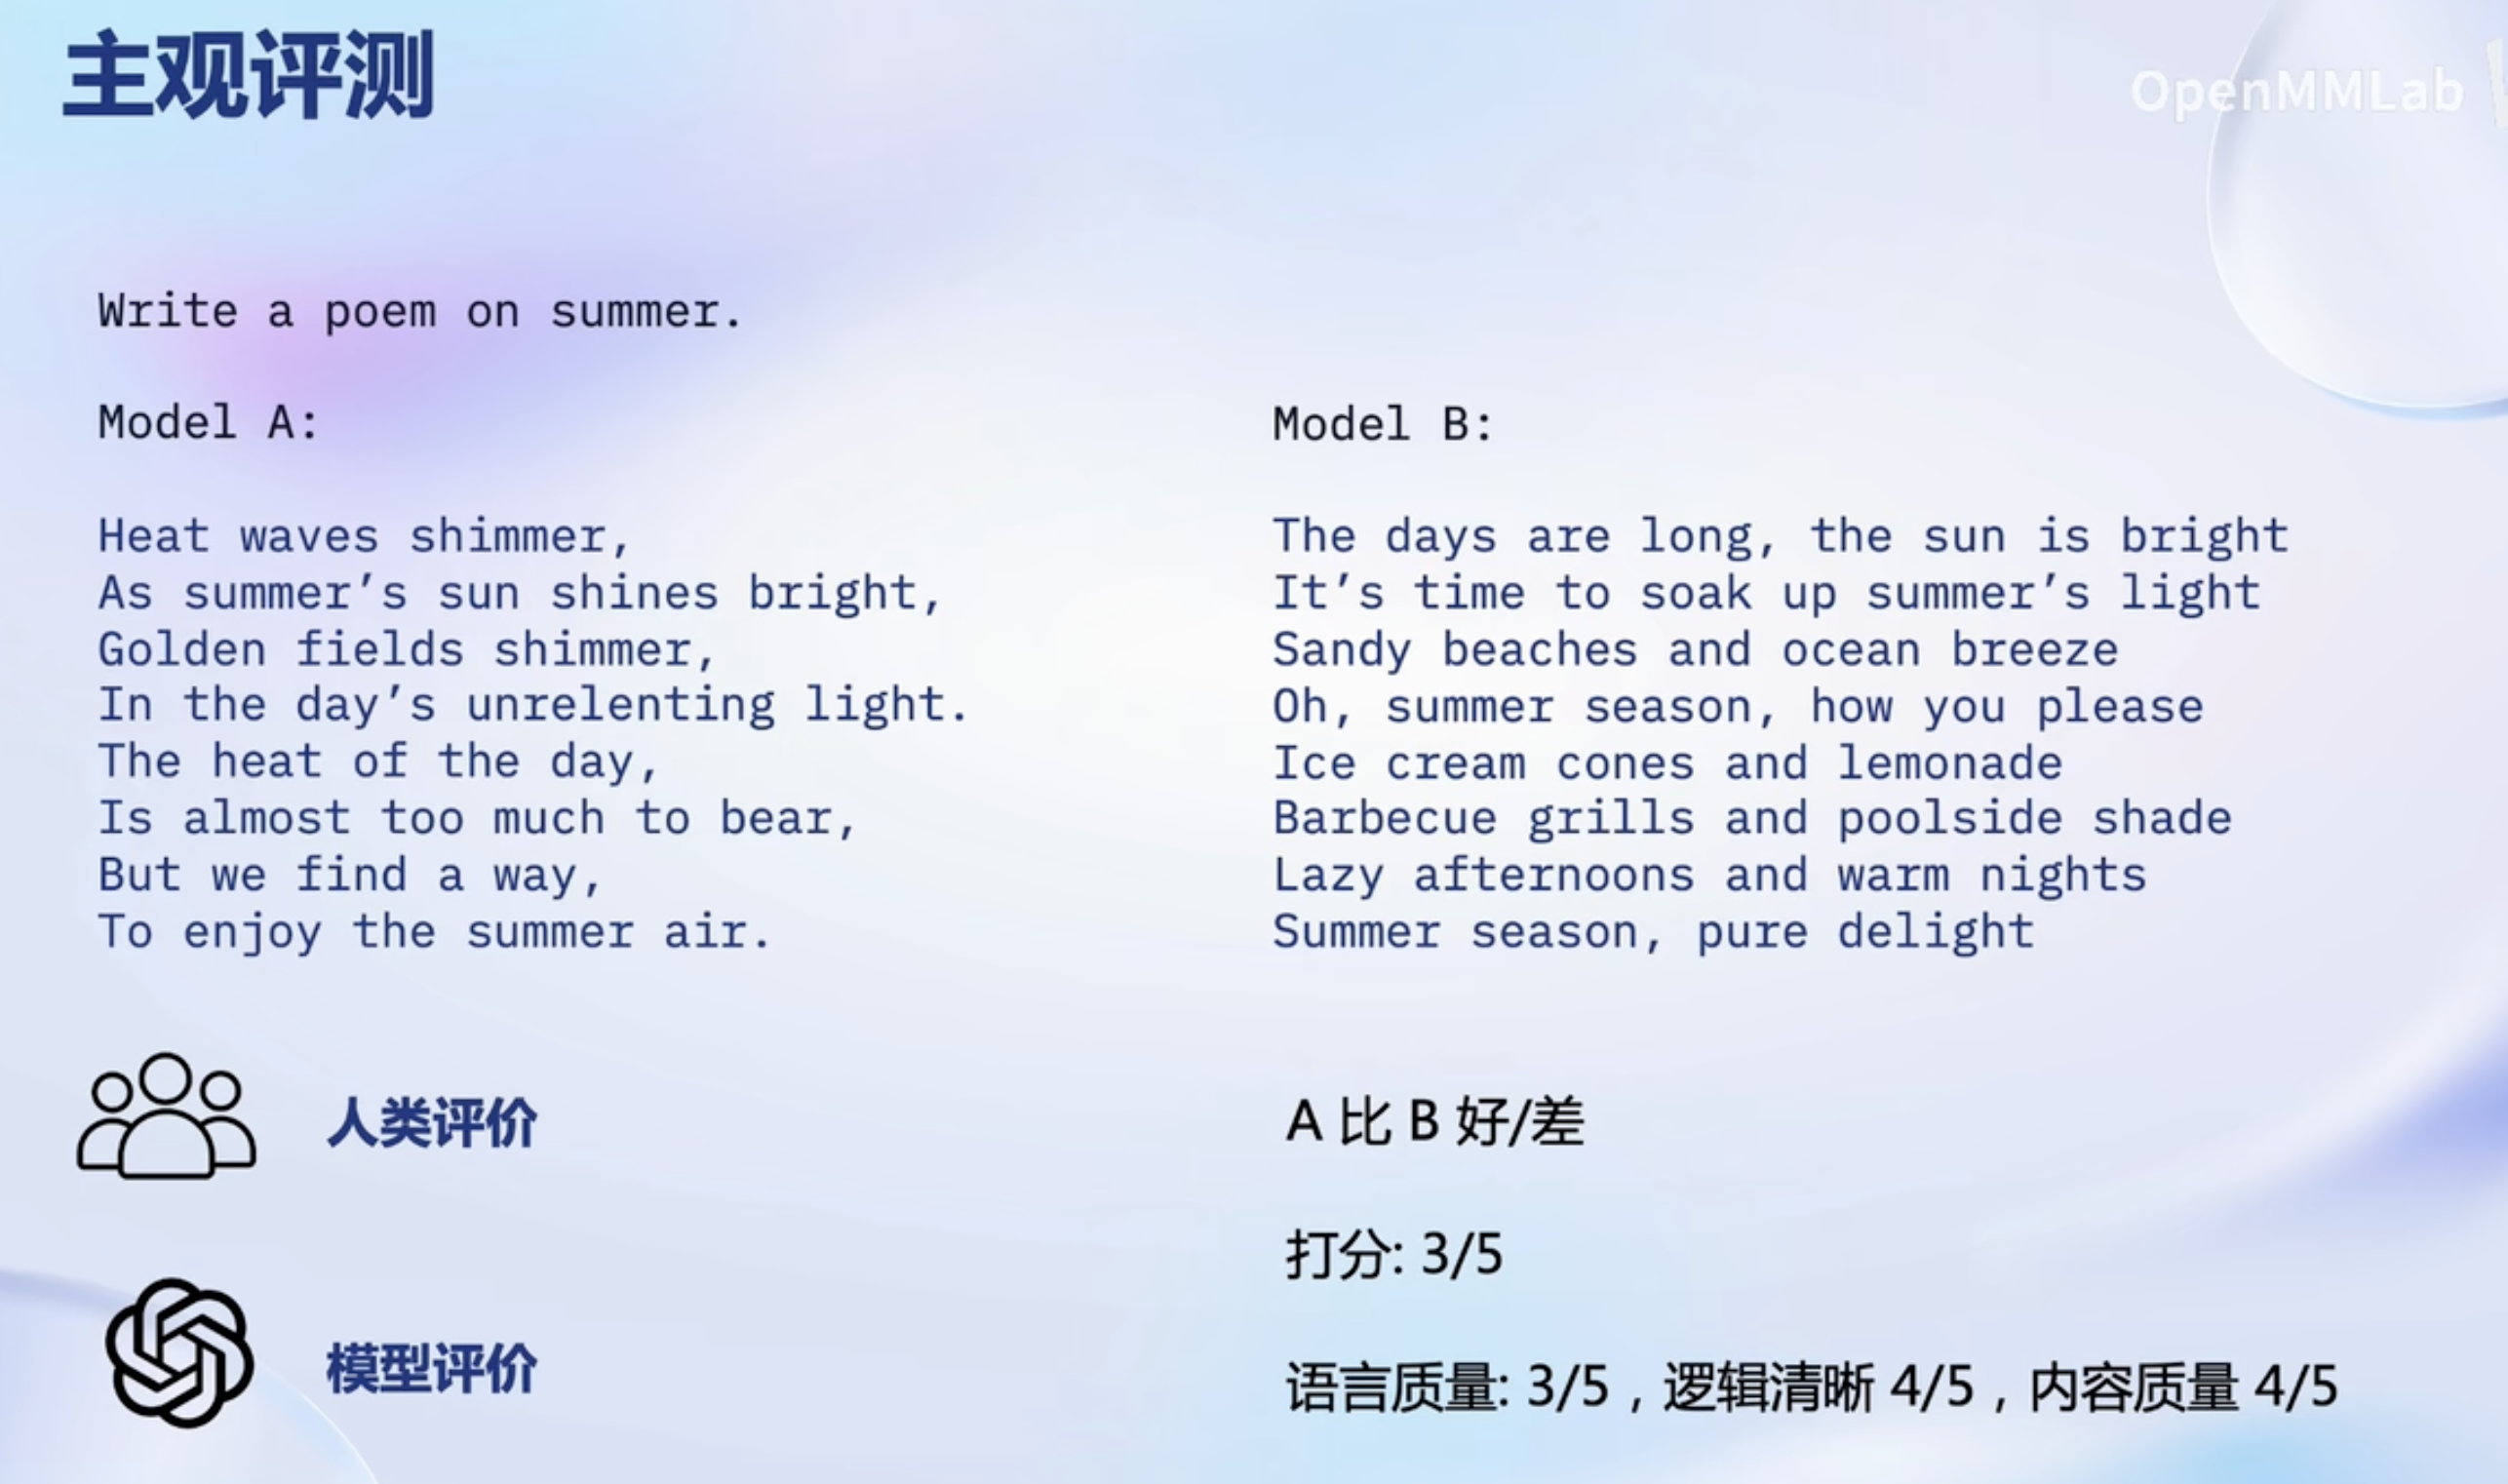 主观评测
OpenMMLab
Write a poem on summer.
Model A:
Heat waves shimmer,
As summer’s sun shines bright,
Golden fields shimmer,
In the day’s unrelenting light.
The heat of the day,
Is almost too much to bear,
But we find a way,
To enjoy the summer air.
Model B:
The days are long, the sun is bright
It’s time to soak up summer’s light
Sandy beaches and ocean breeze
Oh, summer season, how you please
Ice cream cones and lemonade
Barbecue grills and poolside shade
Lazy afternoons and warm nights
Summer season, pure delight
人类评价
模型评价
A 比 B 好/差
打分: 3/5
语言质量: 3/5，逻辑清晰 4/5，内容质量 4/5